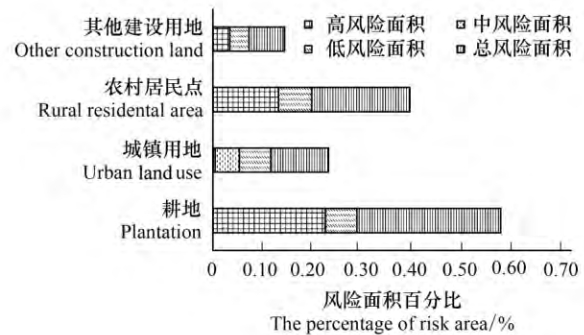 其他建设用地
Other construction land
农村居民点
Rural residental area
城镇用地
Urban land use
耕地
Plantation
高风险面积 中风险面积
低风险面积 总风险面积
0 0.10 0.20 0.30 0.40 0.50 0.60 0.70
风险面积百分比
The percentage of risk area/%